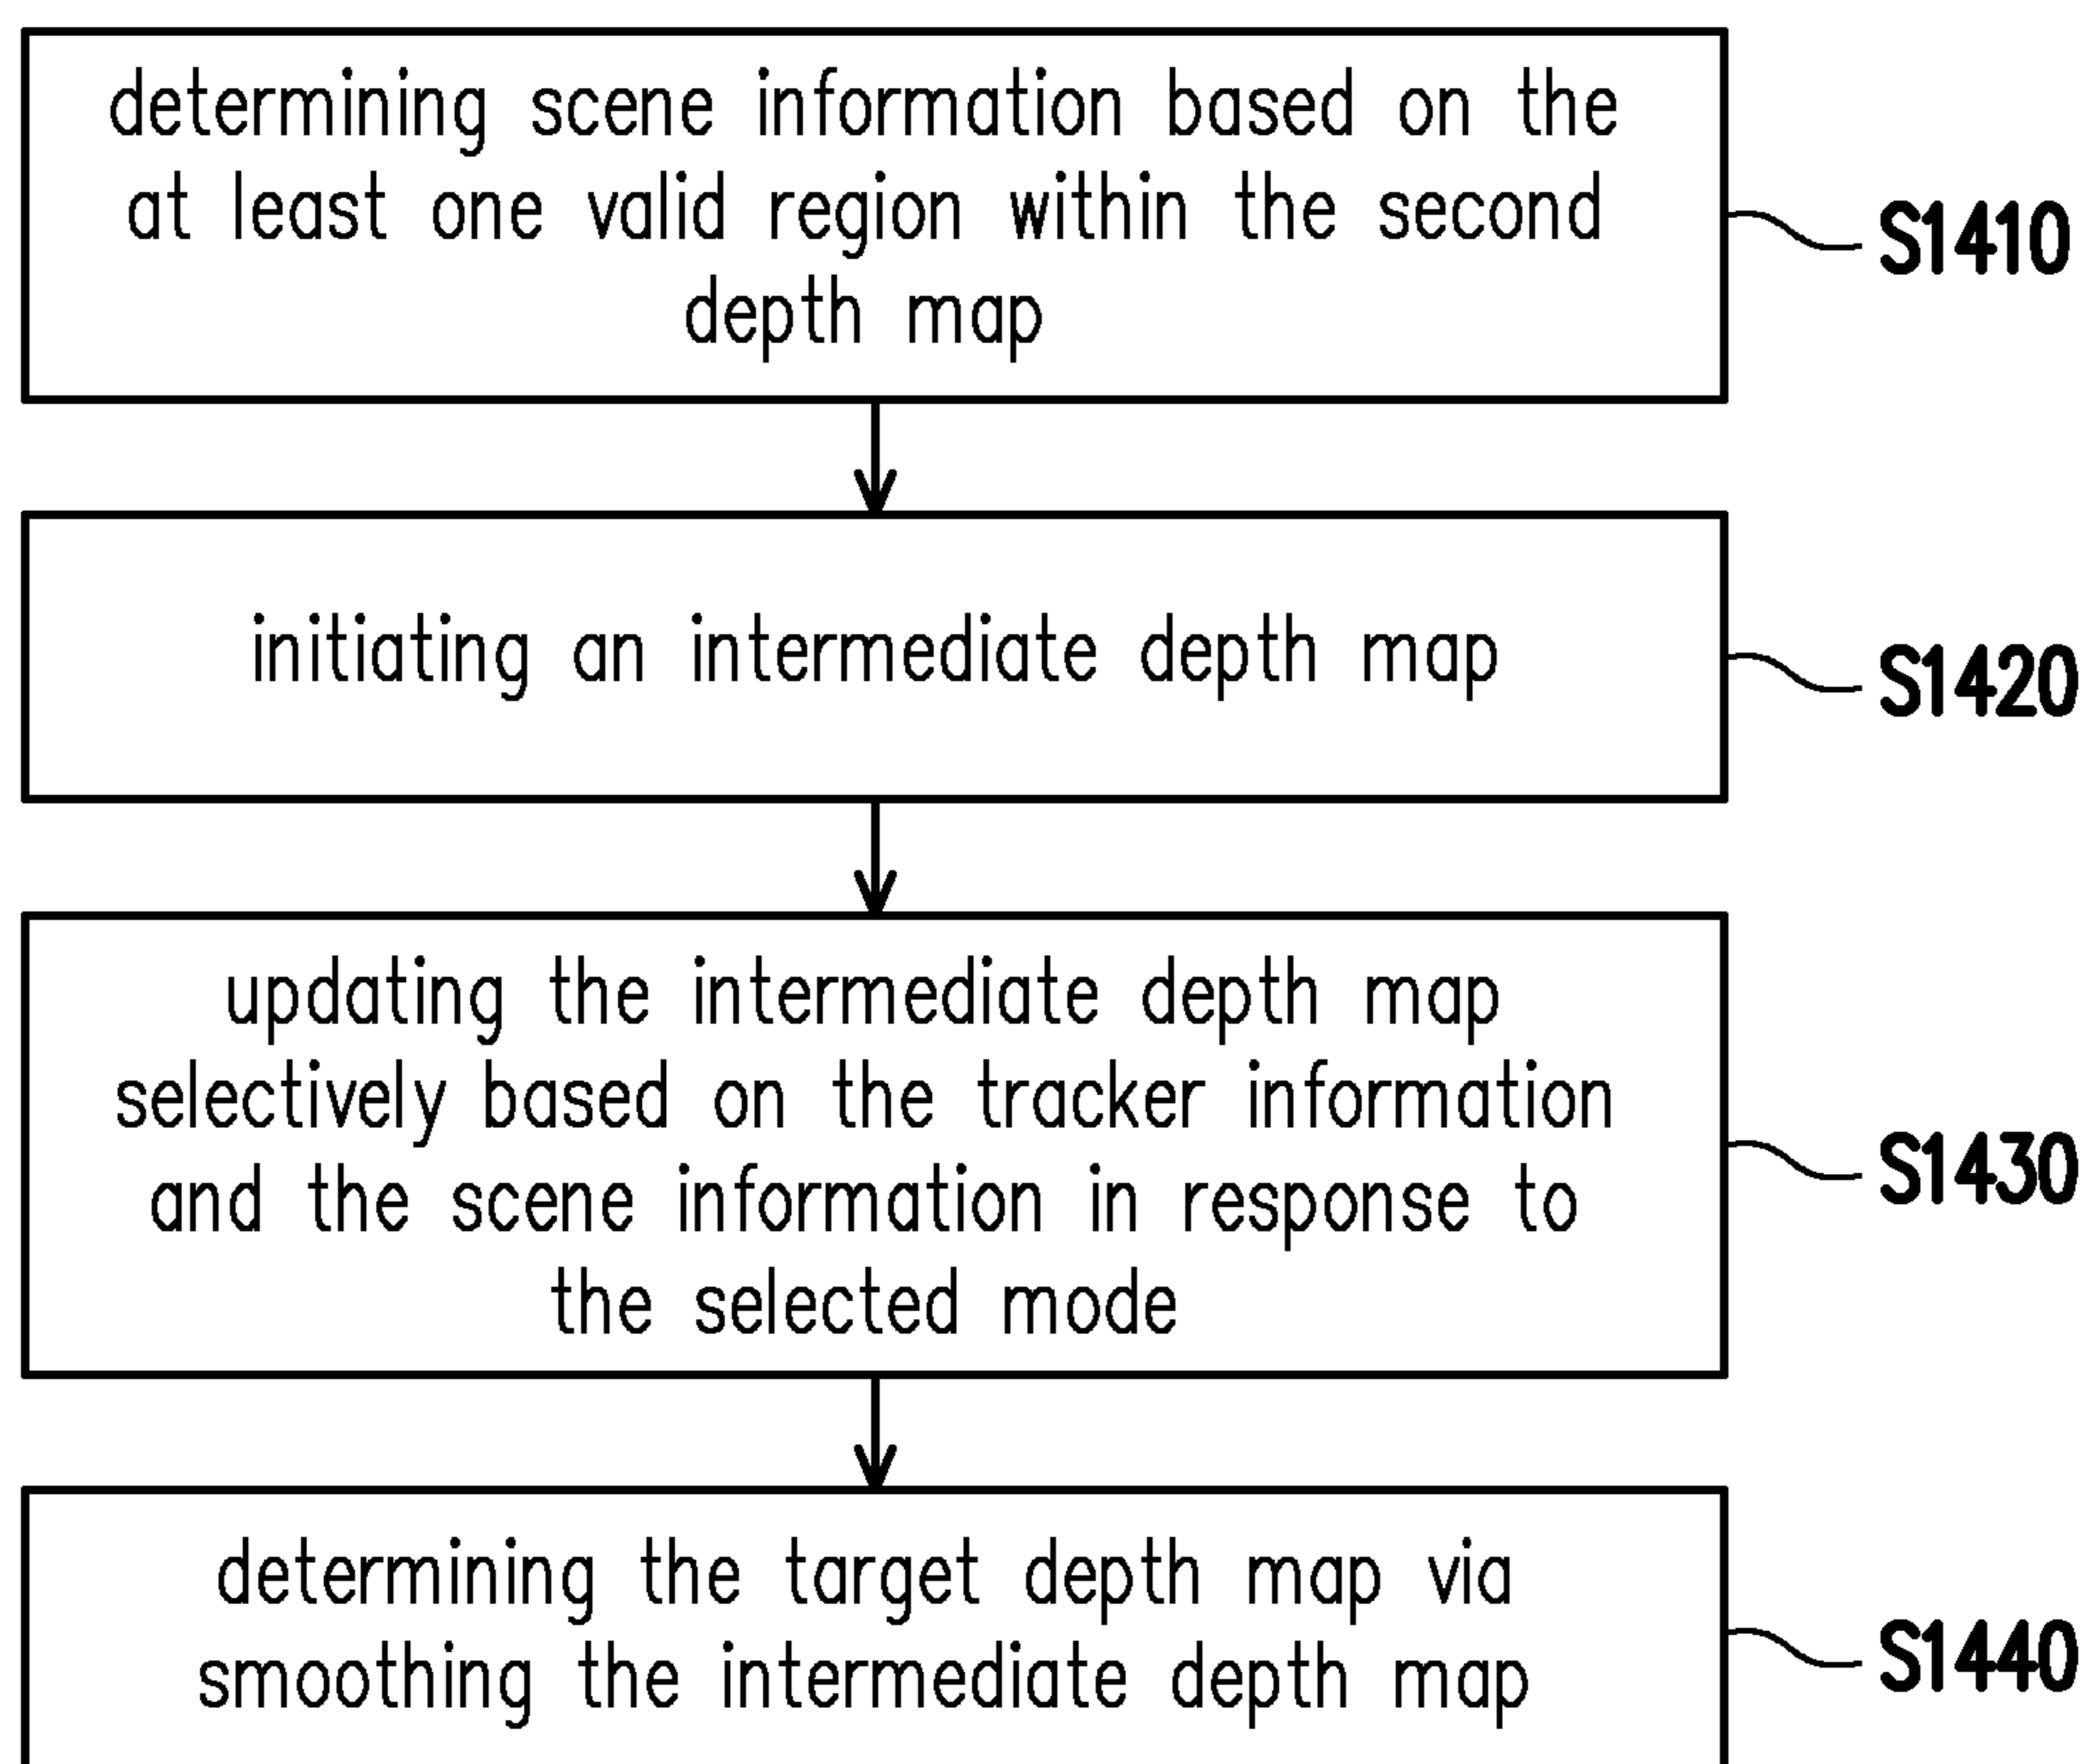 determining scene information based on the
at least one valid region within the second
depth map
S1410
initiating an intermediate depth map
S1420
updating the intermediate depth map
selectively based on the tracker information
and the scene information in response to
the selected mode
S1430
determining the target depth map via
smoothing the intermediate depth map
S1440